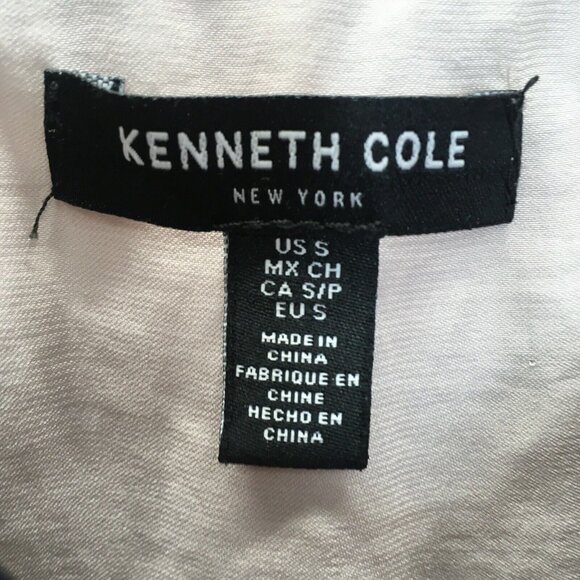 KENNETH COLE
NEW YORK
US S
MX CH
CA S/P
EU S
MADE IN
CHINA
FABRIQUE EN
CHINE
HECHO EN
CHINA